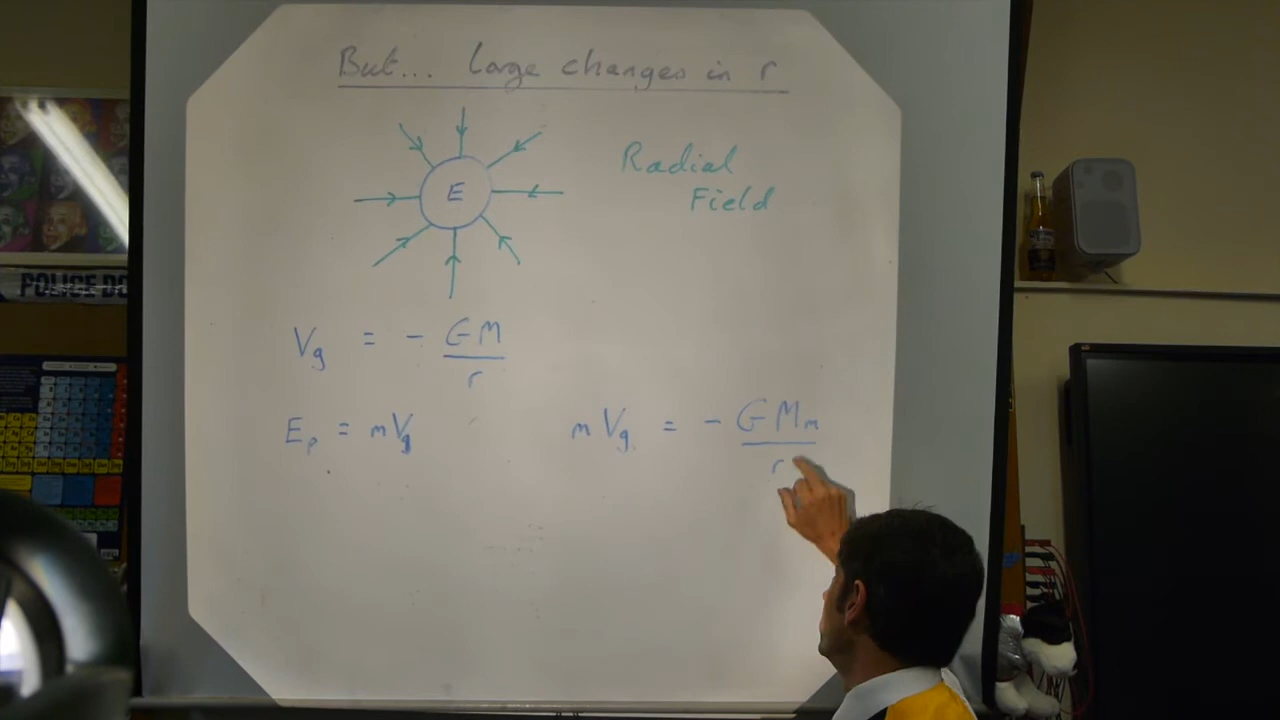 But... Large changes in r
E
Radial
Field
Vg = - GM
r
Ep = mVg
mVg = - GMm
r
POLICE DO